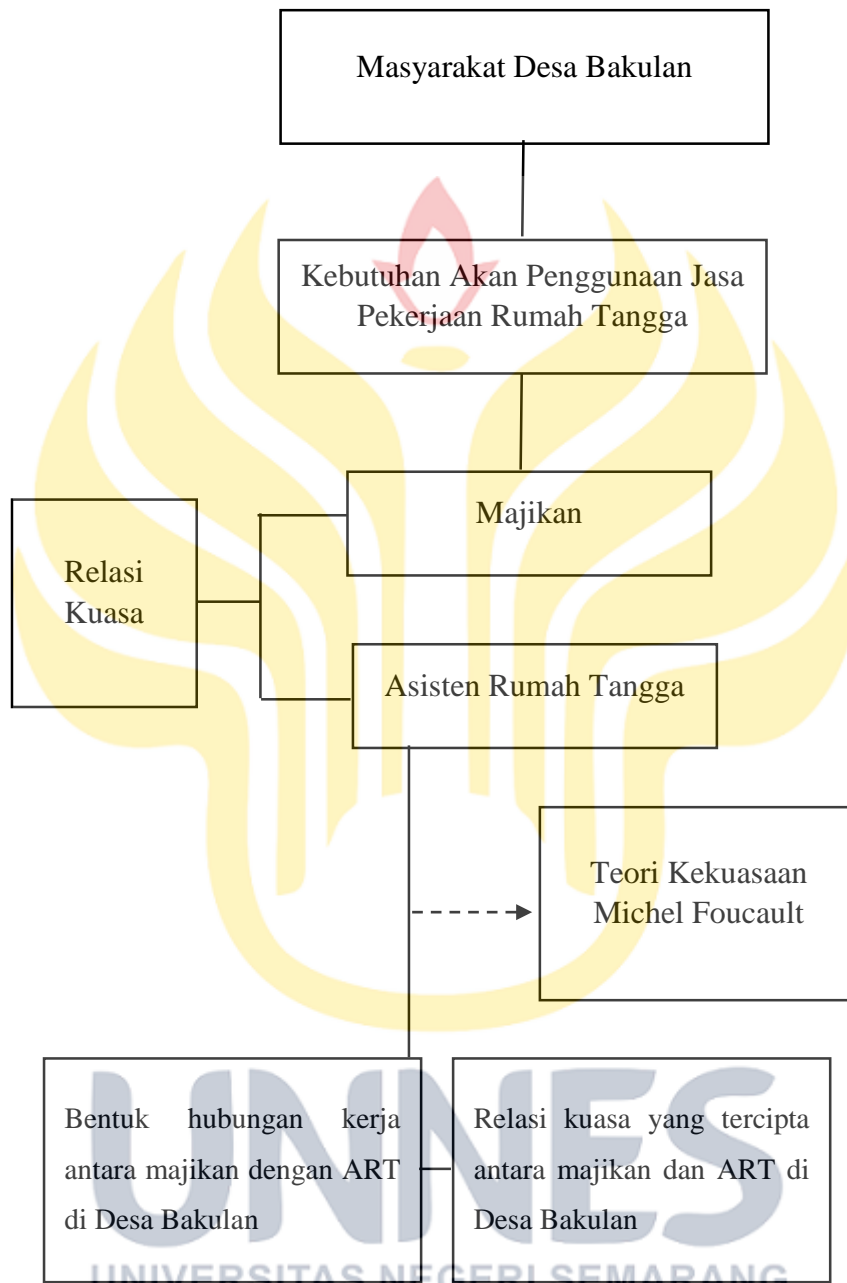 Masyarakat Desa Bakulan
Kebutuhan Akan Penggunaan Jasa
Pekerjaan Rumah Tangga
Majikan
Relasi
Kuasa
Asisten Rumah Tangga
Teori Kekuasaan
Michel Foucault
Bentuk hubungan kerja
antara majikan dengan ART
di Desa Bakulan
Relasi kuasa yang tercipta
antara majikan dan ART di
Desa Bakulan
UNNES
UNIVERSITAS NEGERI SEMARANG